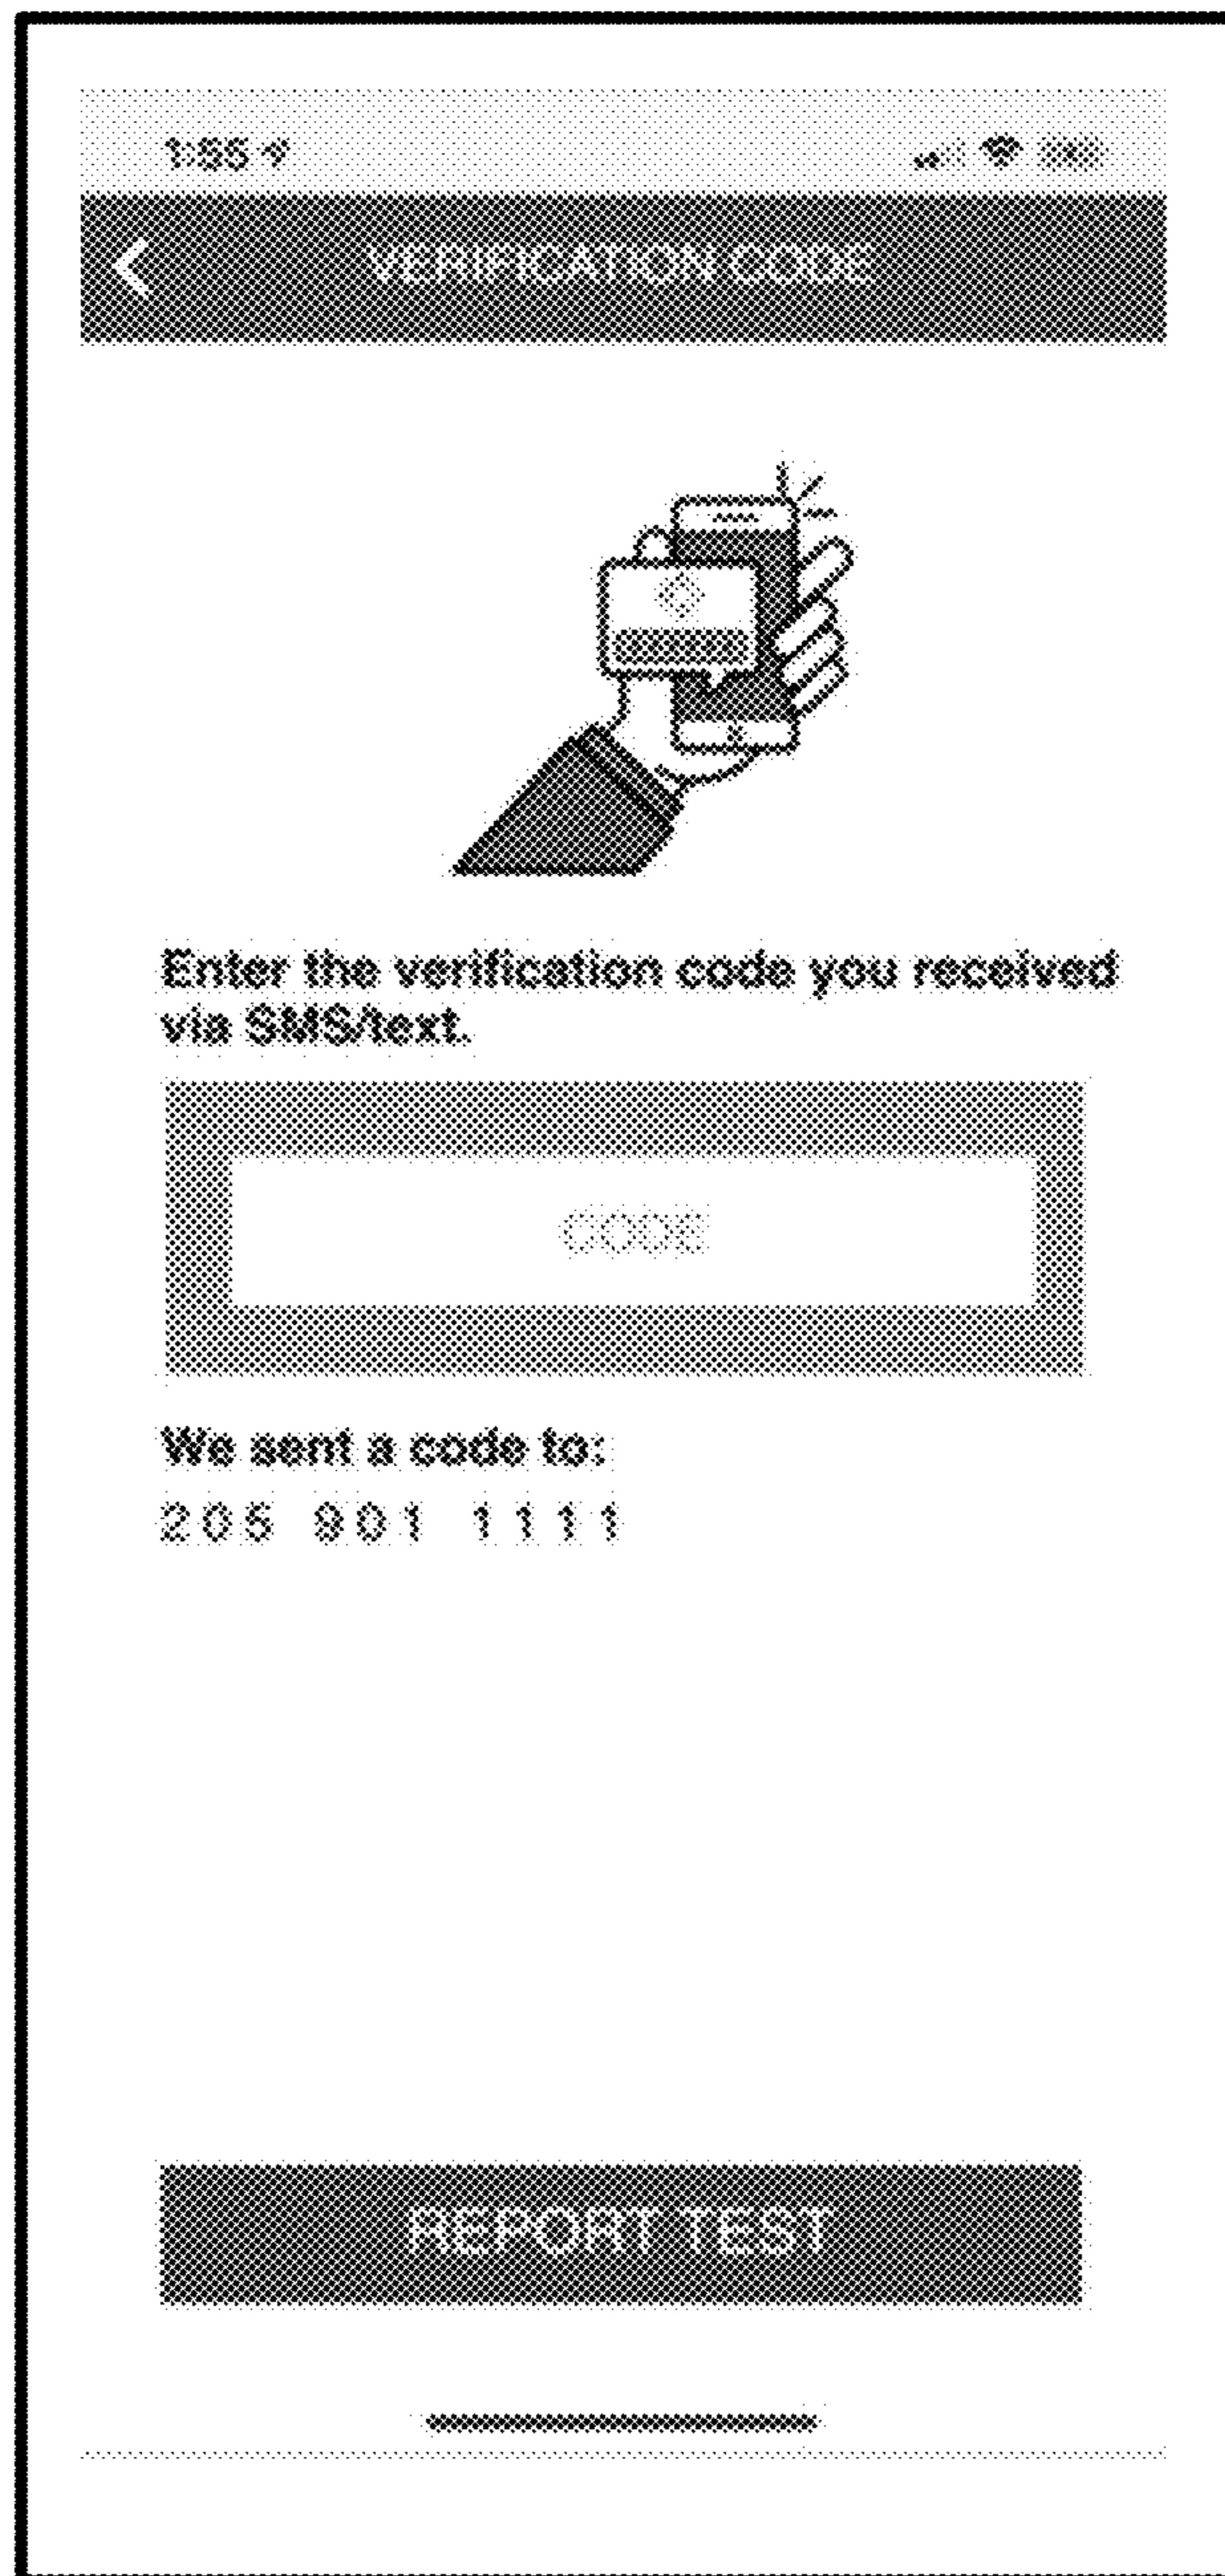 1:55
VERIFICATION CODE
Enter the verification code you received
via SMS/text.
CODE
We sent a code to:
205 901 1111
REPORT TEST